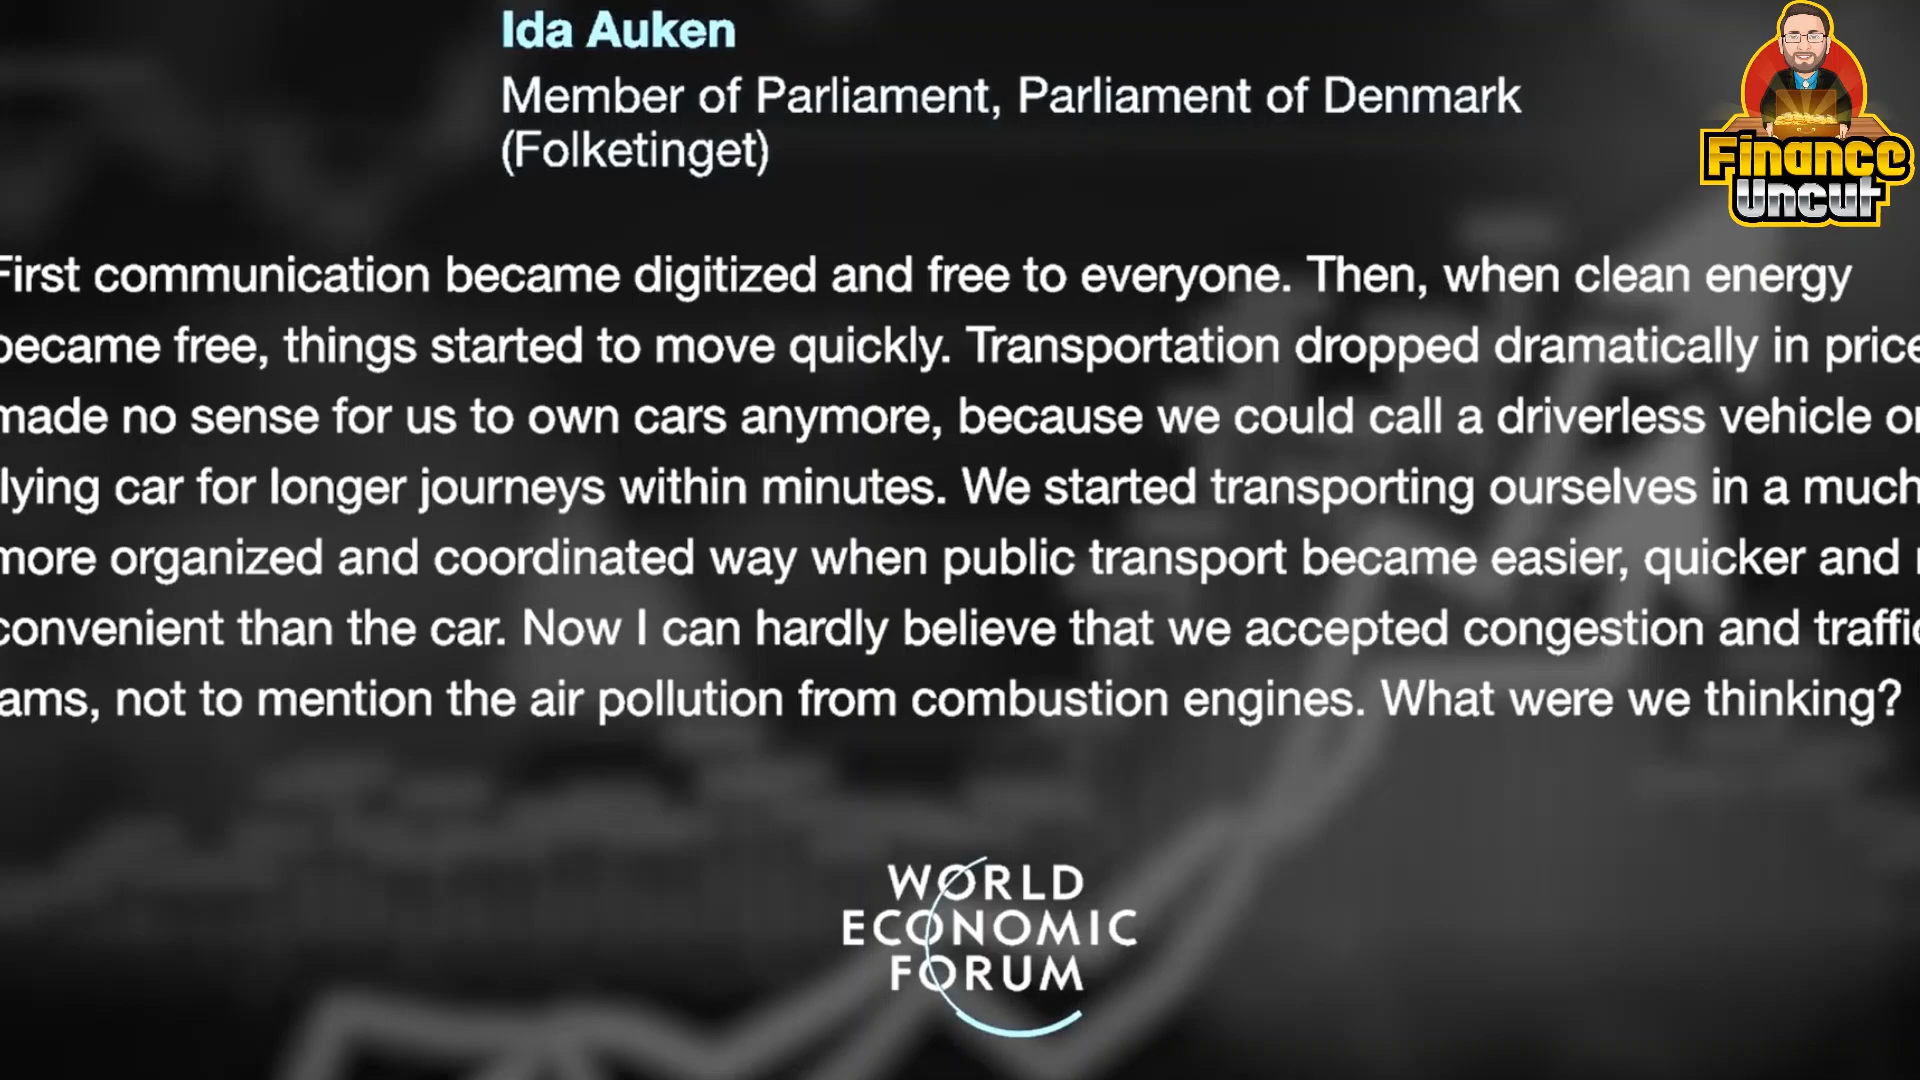 Ida Auken
Member of Parliament, Parliament of Denmark
(Folketinget)
Finance
Uncut
First communication became digitized and free to everyone. Then, when clean energy
became free, things started to move quickly. Transportation dropped dramatically in price
made no sense for us to own cars anymore, because we could call a driverless vehicle or
lying car for longer journeys within minutes. We started transporting ourselves in a much
more organized and coordinated way when public transport became easier, quicker and
convenient than the car. Now I can hardly believe that we accepted congestion and traffic
ams, not to mention the air pollution from combustion engines. What were we thinking?
WORLD
ECONOMIC
FORUM